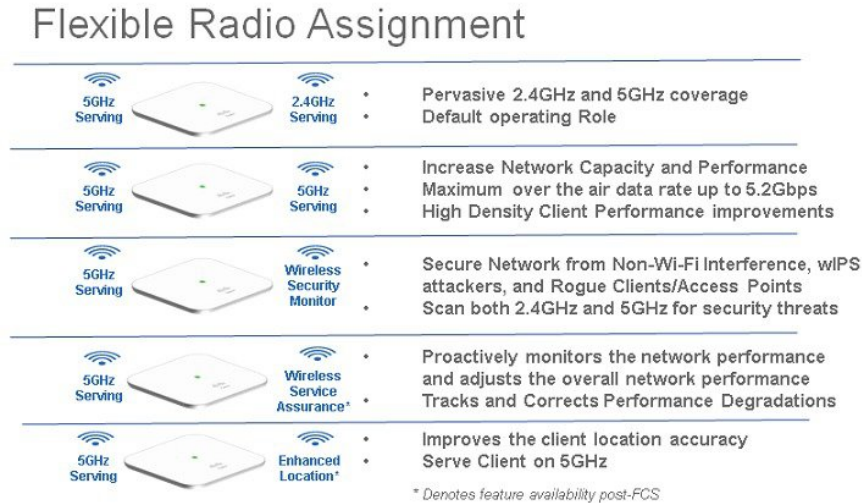 Flexible Radio Assignment
5GHz
Serving
2.4GHz
Serving
• Pervasive 2.4GHz and 5GHz coverage
• Default operating Role
5GHz
Serving
5GHz
Serving
• Increase Network Capacity and Performance
• Maximum over the air data rate up to 5.2Gbps
• High Density Client Performance improvements
5GHz
Serving
Wireless
Security
Monitor
• Secure Network from Non-Wi-Fi Interference, wIPS
attackers, and Rogue Clients/Access Points
• Scan both 2.4GHz and 5GHz for security threats
5GHz
Serving
Wireless
Service
Assurance*
• Proactively monitors the network performance
and adjusts the overall network performance
• Tracks and Corrects Performance Degradations
5GHz
Serving
Enhanced
Location*
• Improves the client location accuracy
• Serve Client on 5GHz
* Denotes feature availability post-FCS